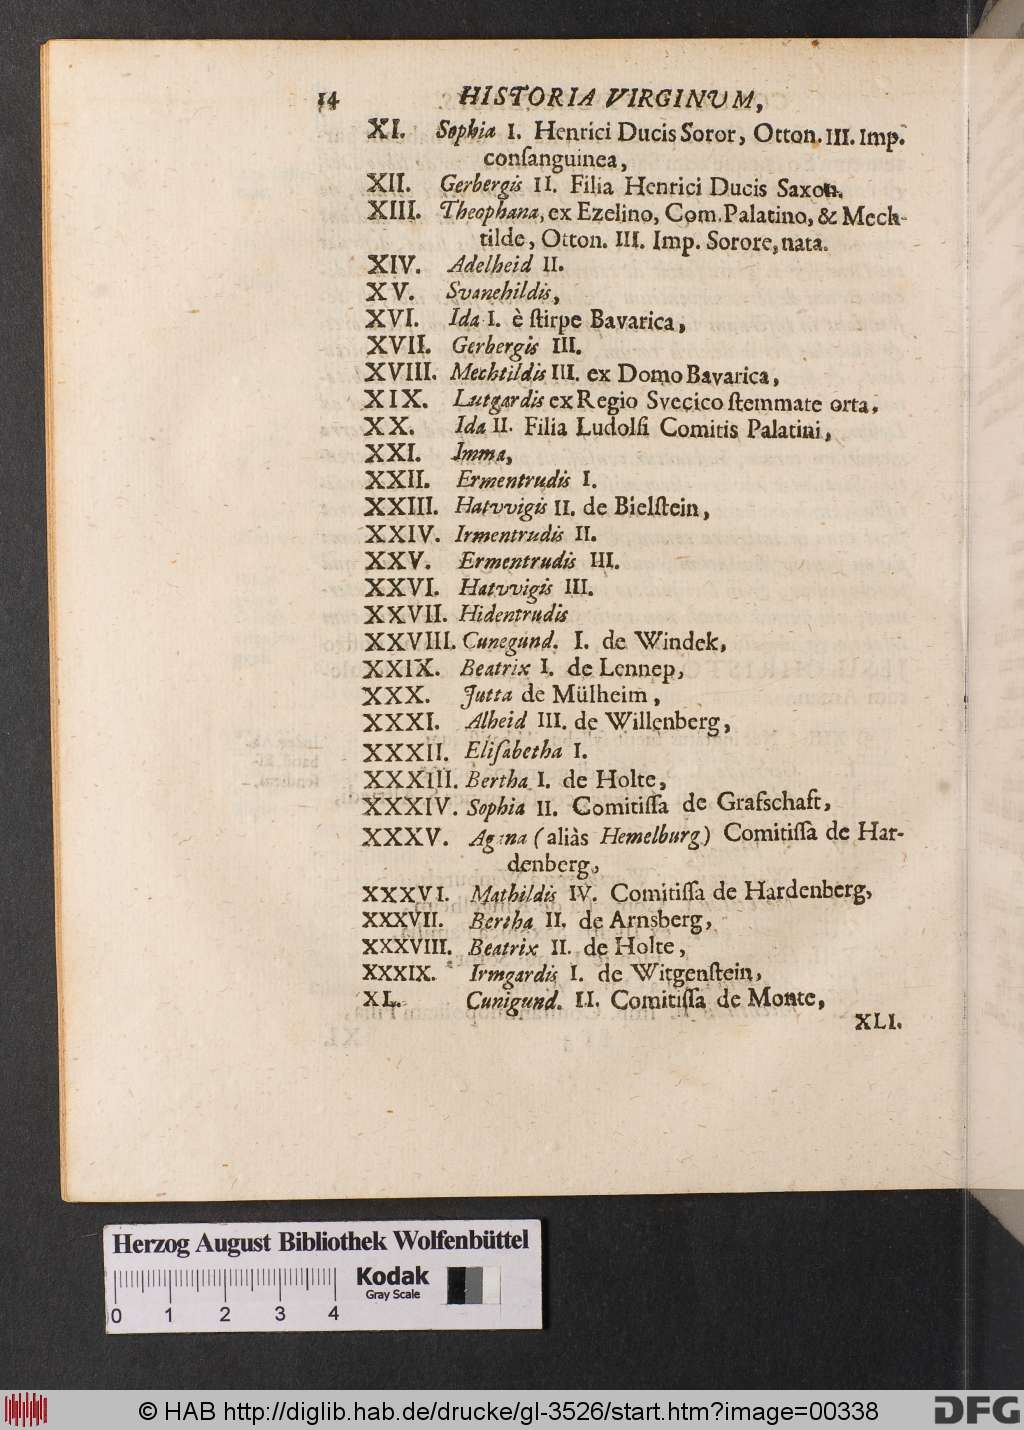 14 HISTORIA VIRGINUM,
XI. Sophia I. Henrici Ducis Soror, Otton. III. Imp.
conſanguinea,
XII. Gerbergis II. Filia Henrici Ducis Saxon.
XIII. Theophana, ex Ezelino, Com. Palatino, & Mech-
tilde, Otton. III. Imp. Sorore, nata.
XIV. Adelheid II.
XV. Svanehildis,
XVI. Ida I. è ſtirpe Bavarica,
XVII. Gerbergis III.
XVIII. Mechtildis III. ex Domo Bavarica,
XIX. Lutgardis ex Regio Svecico ſtemmate orta.
XX. Ida II. Filia Ludolfi Comitis Palatini,
XXI. Imma,
XXII. Ermentrudis I.
XXIII. Hatvvigis II. de Bielſtein,
XXIV. Irmentrudis II.
XXV. Ermentrudis III.
XXVI. Hatvvigis III.
XXVII. Hidentrudis
XXVIII. Cunegund. I. de Windek,
XXIX. Beatrix I. de Lennep,
XXX. Jutta de Mülheim,
XXXI. Alheid III. de Willenberg,
XXXII. Eliſabetha I.
XXXIII. Bertha I. de Holte,
XXXIV. Sophia II. Comitiſſa de Grafschaft,
XXXV. Agana (aliàs Hemelburg) Comitiſſà de Har-
denberg,
XXXVI. Mathildis IV. Comitiſſa de Hardenberg,
XXXVII. Bertha II. de Arnsberg,
XXXVIII. Beatrix II. de Holte,
XXXIX. Irmgardis I. de Witgenſtein,
XL. Cunigund. II. Comitiſſa de Monte,
XLI.
Herzog August Bibliothek Wolfenbüttel
Kodak
Gray Scale
0 1 2 3 4
© HAB http://diglib.hab.de/drucke/gl-3526/start.htm?image=00338
DFG